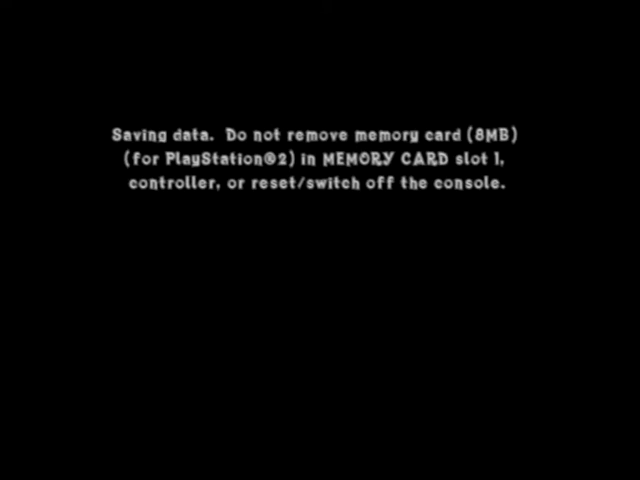 Saving data.  Do not remove memory card (8MB)
(for PlayStation®2) in MEMORY CARD slot 1,
controller, or reset/switch off the console.